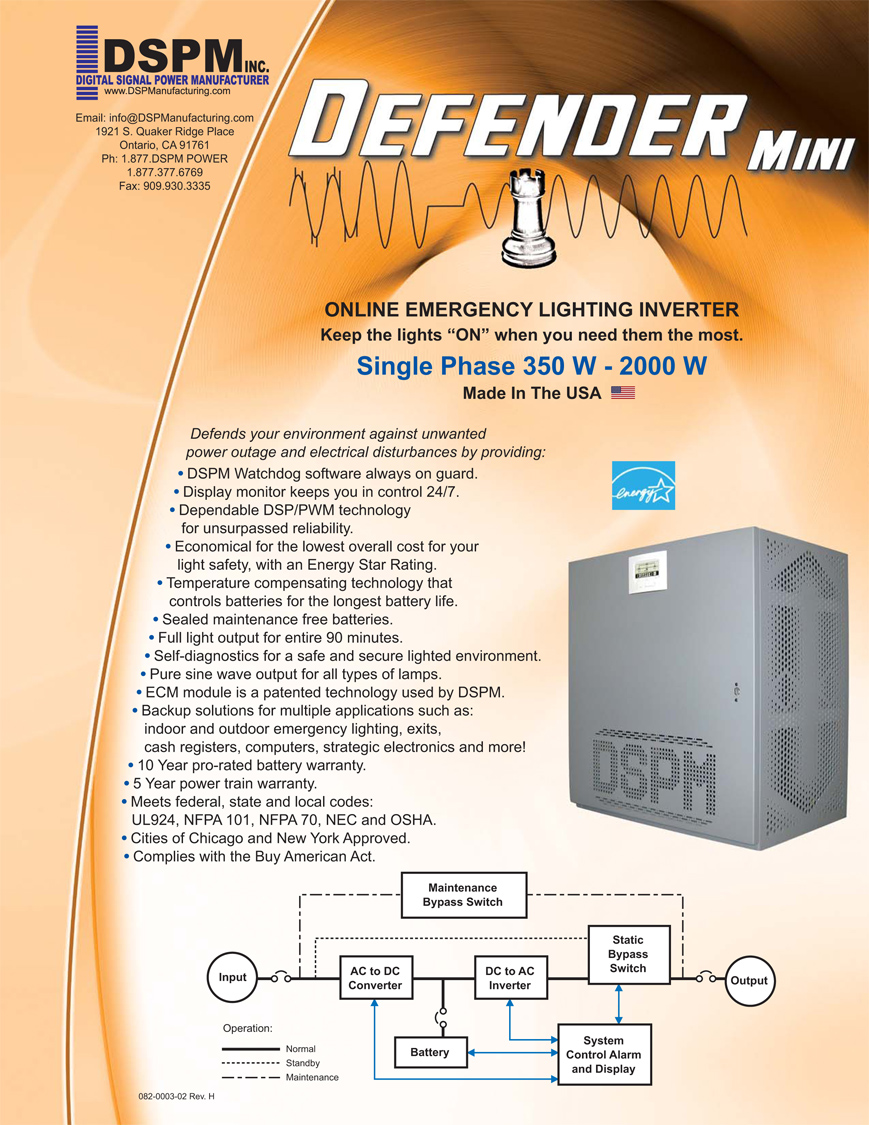 DSPM INC.
DIGITAL SIGNAL POWER MANUFACTURER
www.DSPManufacturing.com
Email: info@DSPManufacturing.com
1921 S. Quaker Ridge Place
Ontario, CA 91761
Ph: 1.877.DSPM POWER
1.877.377.6769
Fax: 909.930.3335
DEFENDER MINI
ONLINE EMERGENCY LIGHTING INVERTER
Keep the lights “ON” when you need them the most.
Single Phase 350 W - 2000 W
Made In The USA
Defends your environment against unwanted
power outage and electrical disturbances by providing:
• DSPM Watchdog software always on guard.
• Display monitor keeps you in control 24/7.
• Dependable DSP/PWM technology
for unsurpassed reliability.
• Economical for the lowest overall cost for your
light safety, with an Energy Star Rating.
• Temperature compensating technology that
controls batteries for the longest battery life.
• Sealed maintenance free batteries.
• Full light output for entire 90 minutes.
• Self-diagnostics for a safe and secure lighted environment.
• Pure sine wave output for all types of lamps.
• ECM module is a patented technology used by DSPM.
• Backup solutions for multiple applications such as:
indoor and outdoor emergency lighting, exits,
cash registers, computers, strategic electronics and more!
• 10 Year pro-rated battery warranty.
• 5 Year power train warranty.
• Meets federal, state and local codes:
UL924, NFPA 101, NFPA 70, NEC and OSHA.
• Cities of Chicago and New York Approved.
• Complies with the Buy American Act.
energy
DSPM
Maintenance
Bypass Switch
Static
Bypass
Switch
Input
AC to DC
Converter
DC to AC
Inverter
Output
Battery
System
Control Alarm
and Display
Operation:
Normal
Standby
Maintenance
082-0003-02 Rev. H